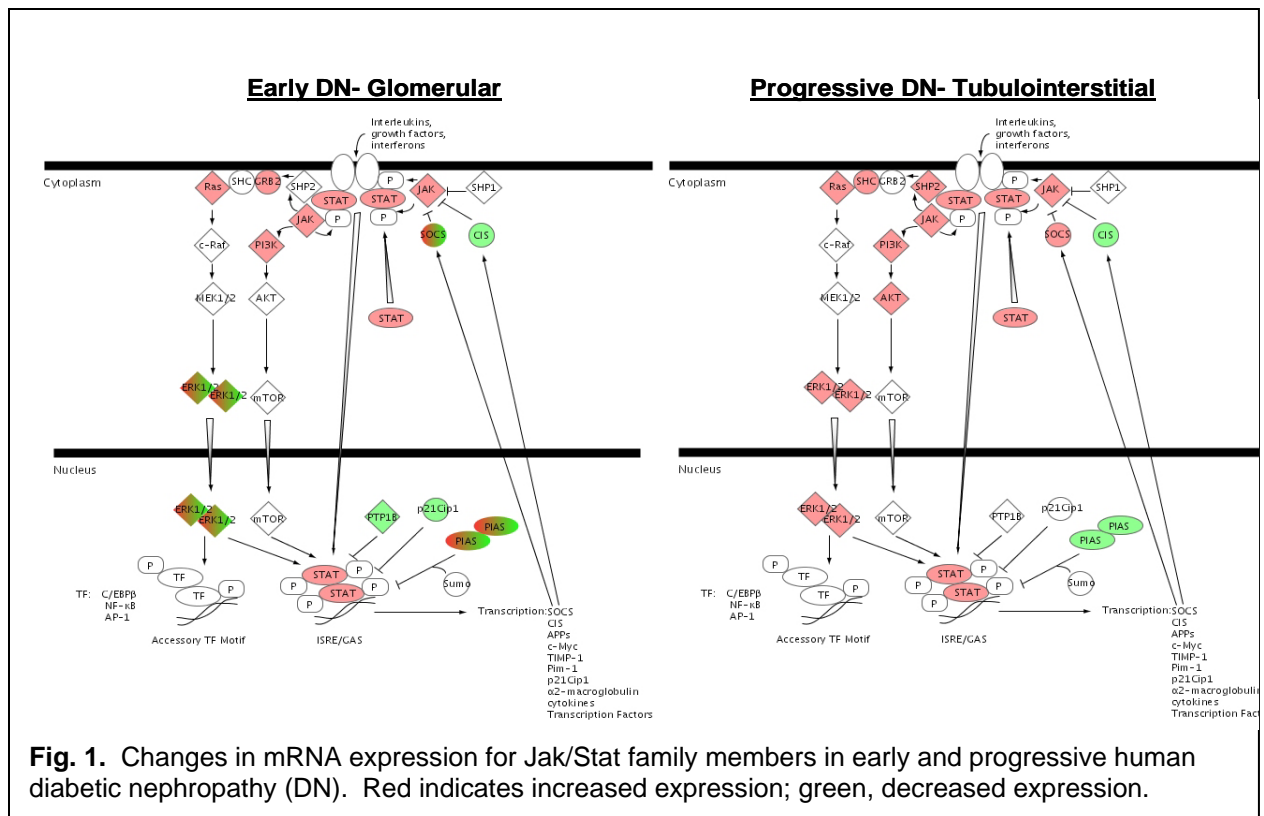 Early DN- Glomerular
Progressive DN- Tubulointerstitial
Interleukins,
growth factors,
interferons
Cytoplasm
Ras
SHC
GRB2
SHP2
STAT
STAT
P
JAK
SHP1
JAK
P
P
c-Raf
PI3K
SOCS
CIS
MEK1/2
AKT
STAT
ERK1/2
ERK1/2
mTOR
Nucleus
ERK1/2
ERK1/2
mTOR
PTP1B
p21Cip1
PIAS
PIAS
P
TF
TF
P
STAT
STAT
P
P
P
P
Sumo
TF: C/EBPβ
NF-κB
AP-1
Accessory TF Motif
ISRE/GAS
Transcription:SOCS
CIS
APPs
c-Myc
TIMP-1
Pim-1
p21Cip1
α2-macroglobulin
cytokines
Transcription Factors
Interleukins,
growth factors,
interferons
Cytoplasm
Ras
SHC
GRB2
SHP2
STAT
STAT
P
JAK
SHP1
JAK
P
P
c-Raf
PI3K
SOCS
CIS
MEK1/2
AKT
STAT
ERK1/2
ERK1/2
mTOR
Nucleus
ERK1/2
ERK1/2
mTOR
PTP1B
p21Cip1
PIAS
PIAS
P
TF
TF
P
STAT
STAT
P
P
P
P
Sumo
TF: C/EBPβ
NF-κB
AP-1
Accessory TF Motif
ISRE/GAS
Transcription:SOCS
CIS
APPs
c-Myc
TIMP-1
Pim-1
p21Cip1
α2-macroglobuli
cytokines
Transcription Fact
Fig. 1. Changes in mRNA expression for Jak/Stat family members in early and progressive human
diabetic nephropathy (DN). Red indicates increased expression; green, decreased expression.